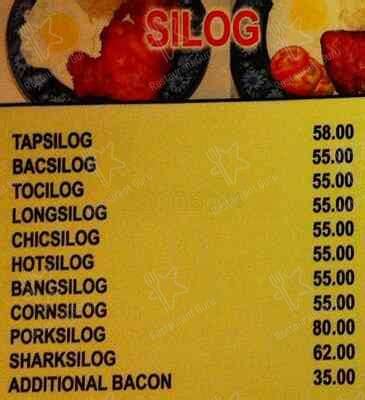 SILOG
TAPSILOG 58.00
BACSILOG 55.00
TOCILOG 55.00
LONGSILOG 55.00
CHICSILOG 55.00
HOTSILOG 55.00
BANGSILOG 55.00
CORNSILOG 55.00
PORKSILOG 80.00
SHARKSILOG 62.00
ADDITIONAL BACON 35.00